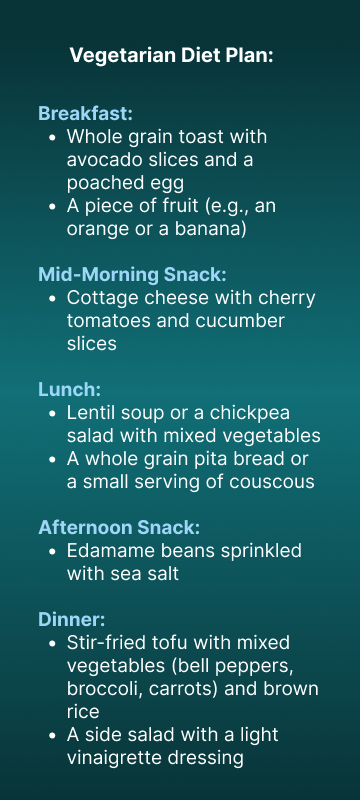 Vegetarian Diet Plan:
Breakfast:
• Whole grain toast with
avocado slices and a
poached egg
• A piece of fruit (e.g., an
orange or a banana)
Mid-Morning Snack:
• Cottage cheese with cherry
tomatoes and cucumber
slices
Lunch:
• Lentil soup or a chickpea
salad with mixed vegetables
• A whole grain pita bread or
a small serving of couscous
Afternoon Snack:
• Edamame beans sprinkled
with sea salt
Dinner:
• Stir-fried tofu with mixed
vegetables (bell peppers,
broccoli, carrots) and brown
rice
• A side salad with a light
vinaigrette dressing